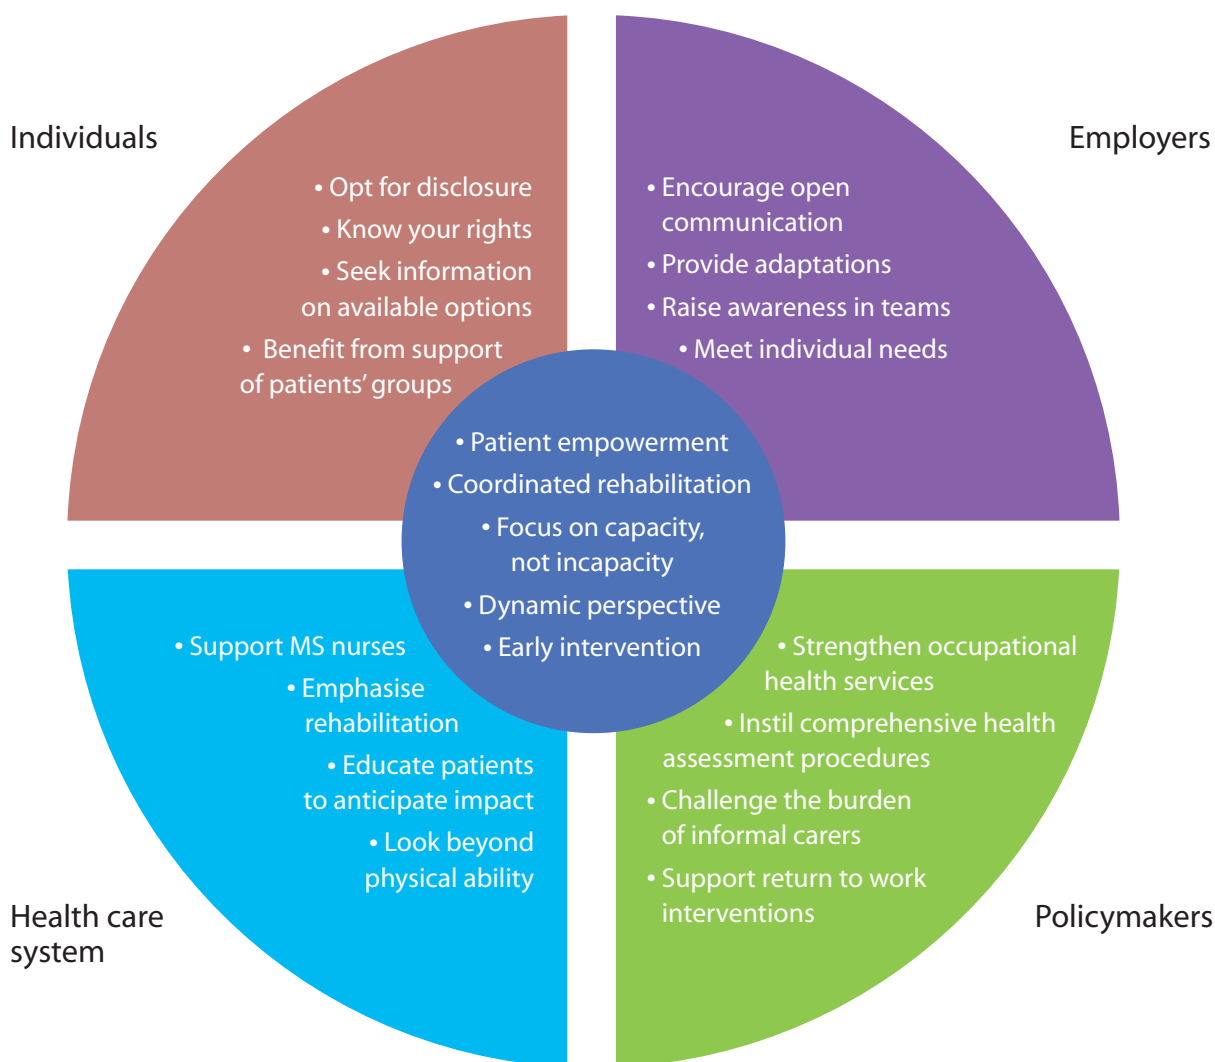 Individuals
• Opt for disclosure
• Know your rights
• Seek information
on available options
• Benefit from support
of patients’ groups
Employers
• Encourage open
communication
• Provide adaptations
• Raise awareness in teams
• Meet individual needs
• Patient empowerment
• Coordinated rehabilitation
• Focus on capacity,
not incapacity
• Dynamic perspective
• Early intervention
Health care
system
• Support MS nurses
• Emphasise
rehabilitation
• Educate patients
to anticipate impact
• Look beyond
physical ability
Policymakers
• Strengthen occupational
health services
• Instil comprehensive health
assessment procedures
• Challenge the burden
of informal carers
• Support return to work
interventions